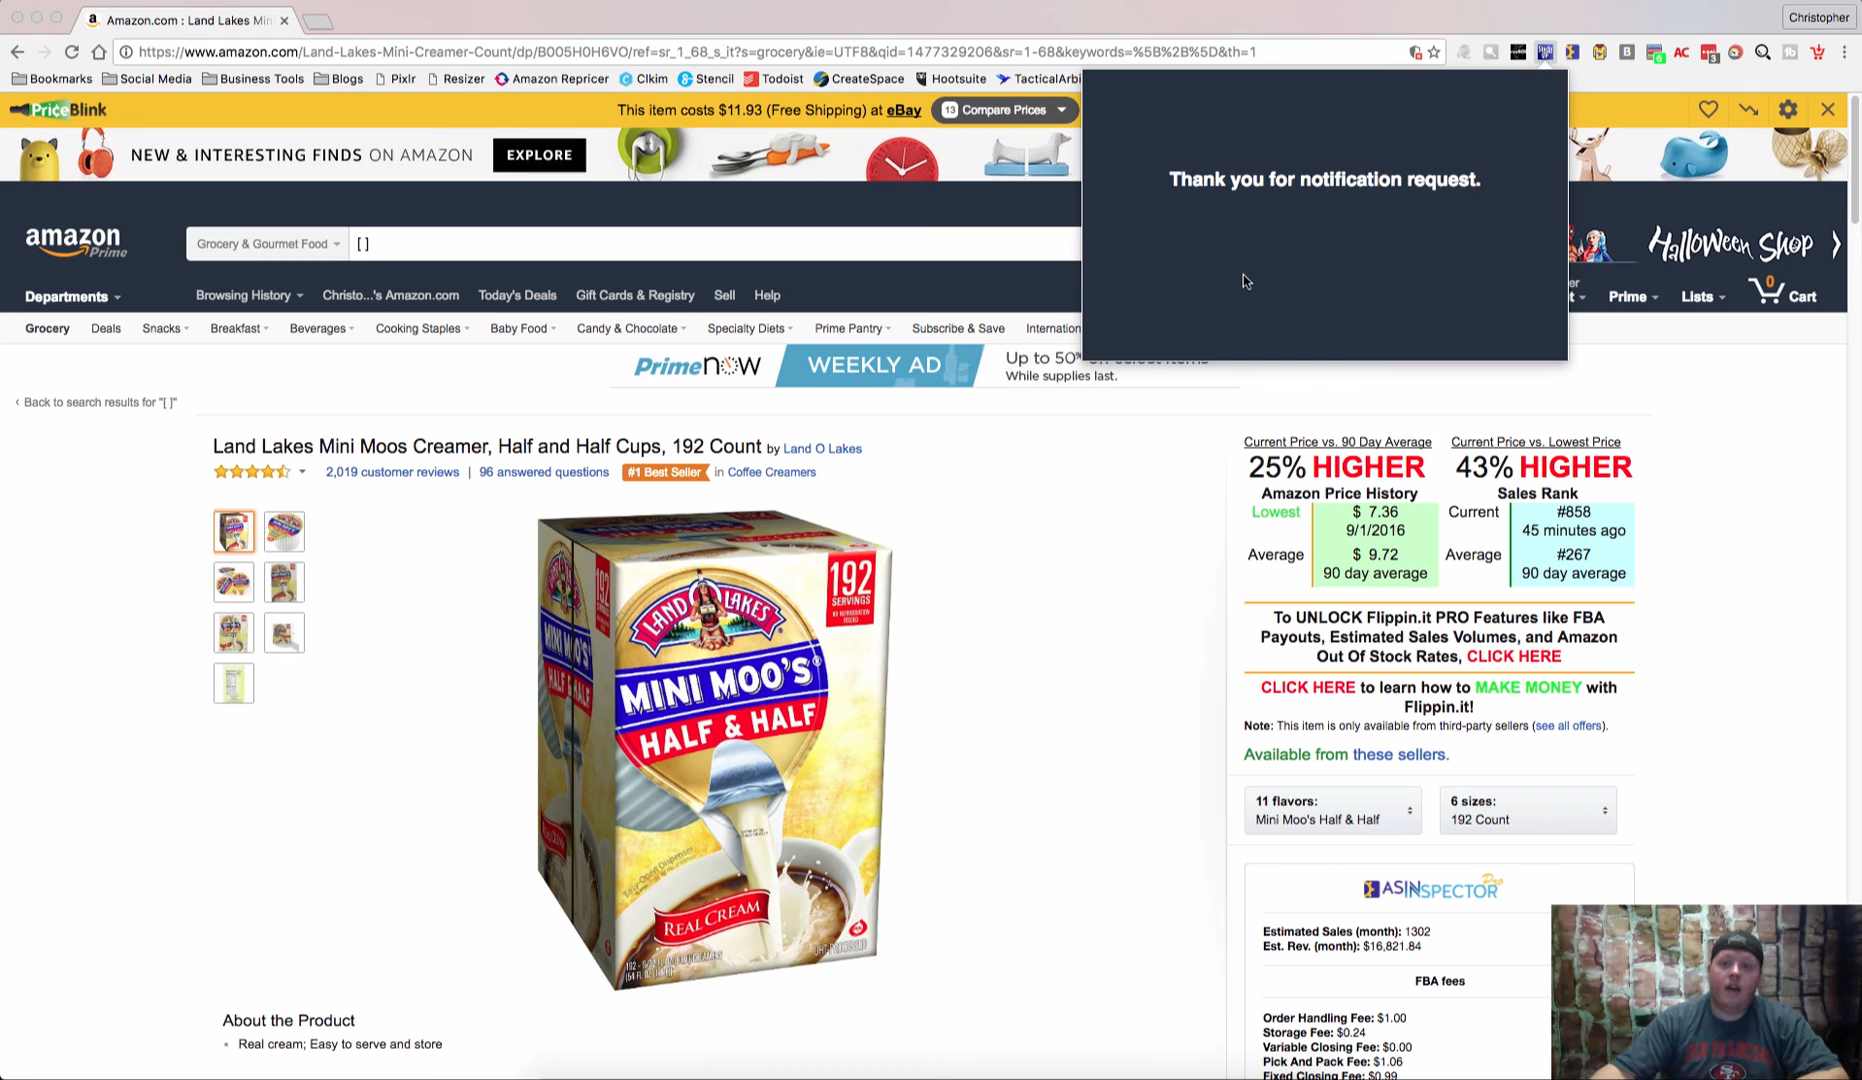 Amazon.com : Land Lakes Min
Christopher
https://www.amazon.com/Land-Lakes-Mini-Creamer-Count/dp/B005H0H6VO/ref=sr_1_68_s_it?s=grocery&ie=UTF8&qid=1477329206&sr=1-68&keywords=%5B%2B%5D&th=1
Bookmarks Social Media Business Tools Blogs Pixlr Resizer Amazon Repricer Clkim Stencil Todoist CreateSpace Hootsuite TacticalArbi
PriceBlink
This item costs $11.93 (Free Shipping) at eBay
13 Compare Prices
NEW & INTERESTING FINDS ON AMAZON
EXPLORE
Thank you for notification request.
amazon
Prime
Grocery & Gourmet Food
[ ]
Halloween Shop
Departments
Browsing History Christo...'s Amazon.com Today's Deals Gift Cards & Registry Sell Help
Prime Lists 0 Cart
Grocery Deals Snacks Breakfast Beverages Cooking Staples Baby Food Candy & Chocolate Specialty Diets Prime Pantry Subscribe & Save Internation
PrimeNOW
WEEKLY AD
Up to 50%
While supplies last.
‹ Back to search results for "[ ]"
Land Lakes Mini Moos Creamer, Half and Half Cups, 192 Count by Land O Lakes
2,019 customer reviews | 96 answered questions #1 Best Seller in Coffee Creamers
192
SERVINGS
LAND LAKES
MINI MOO'S
HALF & HALF
Easy-Open Dispenser
REAL CREAM
About the Product
• Real cream; Easy to serve and store
Current Price vs. 90 Day Average
25% HIGHER
Current Price vs. Lowest Price
43% HIGHER
Amazon Price History
Sales Rank
Lowest $ 7.36
9/1/2016
Average $ 9.72
90 day average
Current #858
45 minutes ago
Average #267
90 day average
To UNLOCK Flippin.it PRO Features like FBA
Payouts, Estimated Sales Volumes, and Amazon
Out Of Stock Rates, CLICK HERE
CLICK HERE to learn how to MAKE MONEY with
Flippin.it!
Note: This item is only available from third-party sellers (see all offers).
Available from these sellers.
11 flavors:
Mini Moo's Half & Half
6 sizes:
192 Count
ASINSPECTOR Pro
Estimated Sales (month): 1302
Est. Rev. (month): $16,821.84
FBA fees
Order Handling Fee: $1.00
Storage Fee: $0.24
Variable Closing Fee: $0.00
Pick And Pack Fee: $1.06
Fixed Closing Fee: $0.99